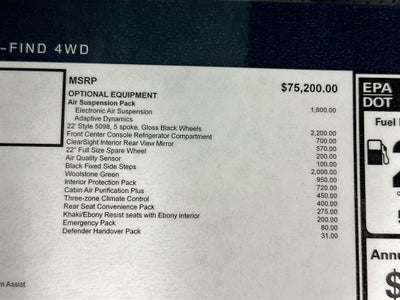 -FIND 4WD
MSRP $75,200.00
OPTIONAL EQUIPMENT
Air Suspension Pack
Electronic Air Suspension 1,600.00
Adaptive Dynamics
22' Style 5098, 5 spoke, Gloss Black Wheels 2,200.00
Front Center Console Refrigerator Compartment 700.00
ClearSight Interior Rear View Mirror 570.00
22" Full Size Spare Wheel 200.00
Air Quality Sensor 100.00
Black Fixed Side Steps 2,000.00
Woolstone Green 950.00
Interior Protection Pack 720.00
Cabin Air Purification Plus 450.00
Three-zone Climate Control 400.00
Rear Seat Convenience Pack 275.00
Khaki/Ebony Resist seats with Ebony interior 200.00
Emergency Pack 80.00
Defender Handover Pack 31.00
m Assist
EPA
DOT
Fuel
2
Annu
$